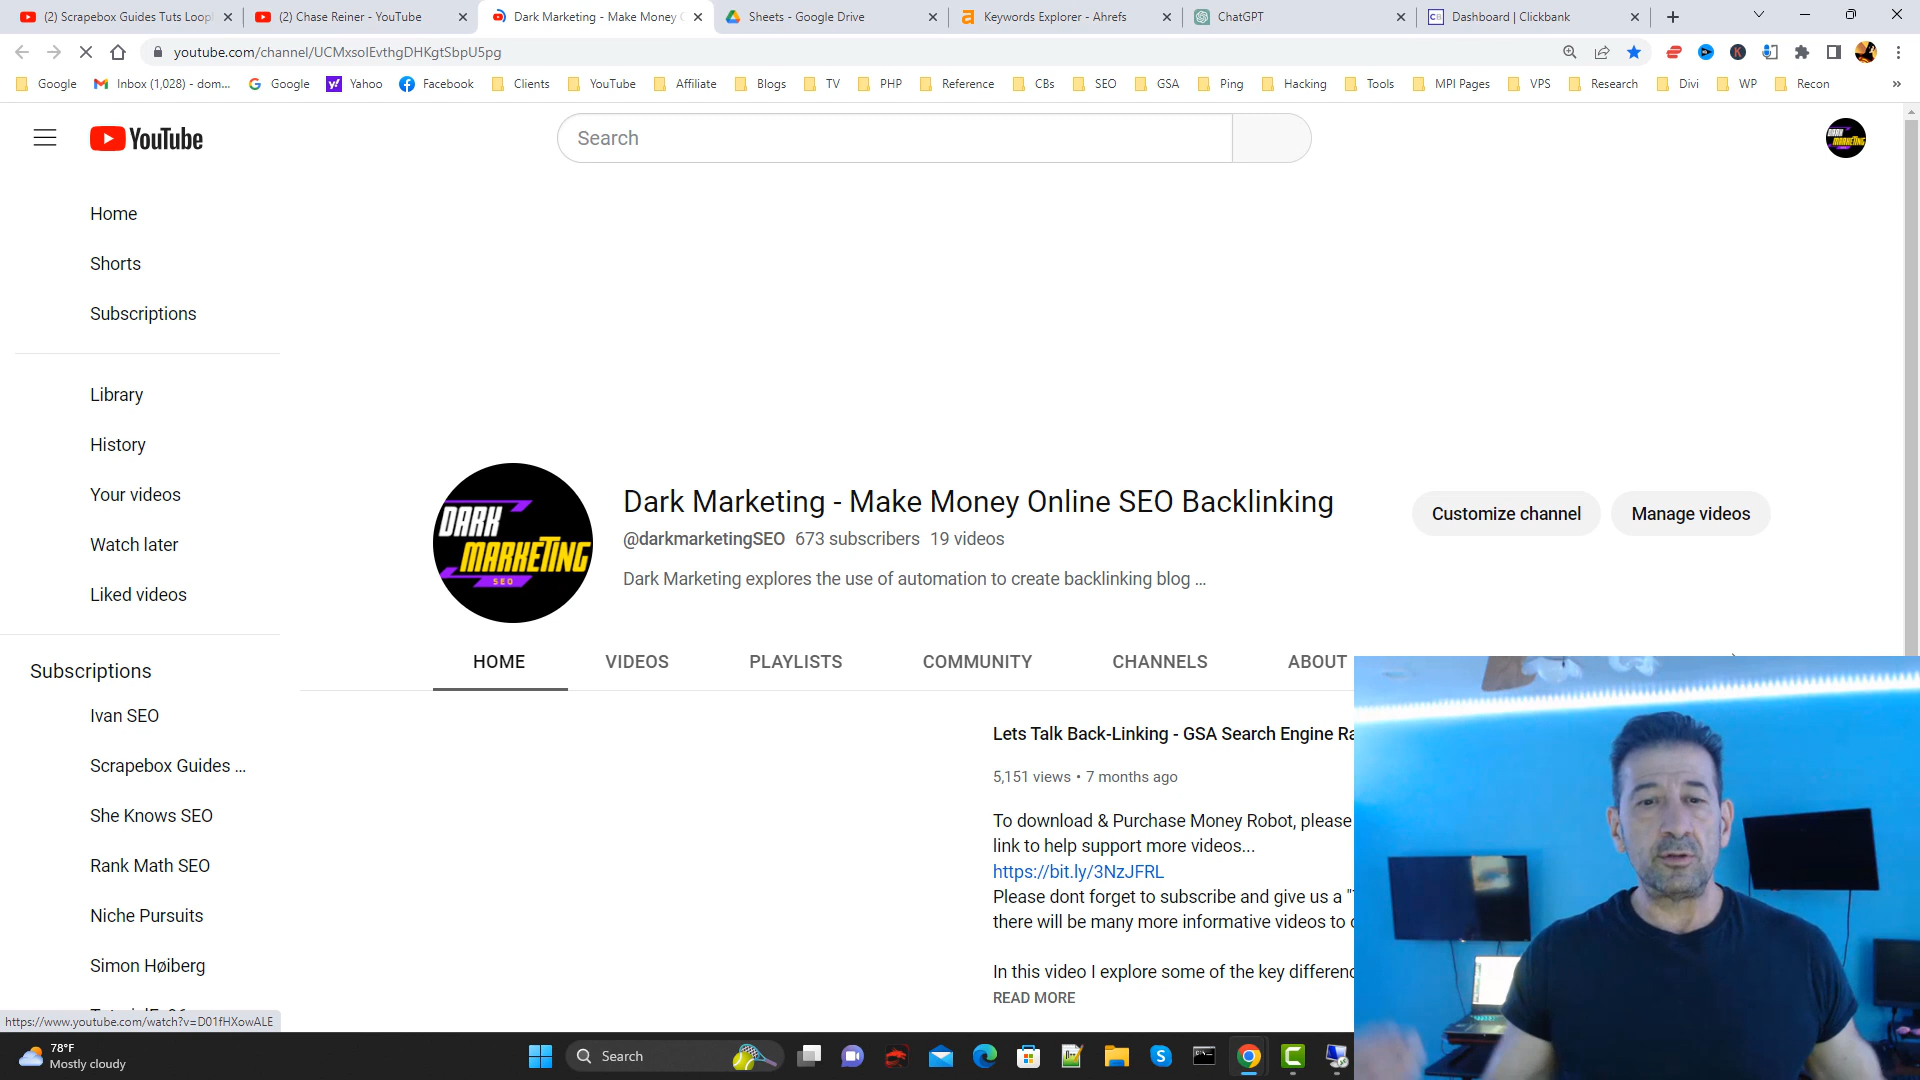 (2) Scrapebox Guides Tuts Loop
(2) Chase Reiner - YouTube
Dark Marketing - Make Money
Sheets - Google Drive
Keywords Explorer - Ahrefs
ChatGPT
CB
Dashboard | Clickbank
youtube.com/channel/UCMxsoIEvthgDHKgtSbpU5pg
Google
Inbox (1,028) - dom...
Google
Yahoo
Facebook
Clients
YouTube
Affiliate
Blogs
TV
PHP
Reference
CBs
SEO
GSA
Ping
Hacking
Tools
MPI Pages
VPS
Research
Divi
WP
Recon
YouTube
Search
DARK MARKETING
Home
Shorts
Subscriptions
Library
History
Your videos
Watch later
Liked videos
Subscriptions
Ivan SEO
Scrapebox Guides ...
She Knows SEO
Rank Math SEO
Niche Pursuits
Simon Høiberg
DARK
MARKETING
SEO
Dark Marketing - Make Money Online SEO Backlinking
@darkmarketingSEO 673 subscribers 19 videos
Dark Marketing explores the use of automation to create backlinking blog ...
Customize channel
Manage videos
HOME
VIDEOS
PLAYLISTS
COMMUNITY
CHANNELS
ABOUT
Lets Talk Back-Linking - GSA Search Engine Ra
5,151 views • 7 months ago
To download & Purchase Money Robot, please
link to help support more videos...
https://bit.ly/3NzJFRL
Please dont forget to subscribe and give us a "
there will be many more informative videos to c
In this video I explore some of the key differenc
READ MORE
https://www.youtube.com/watch?v=D01fHXowALE
78°F
Mostly cloudy
Search